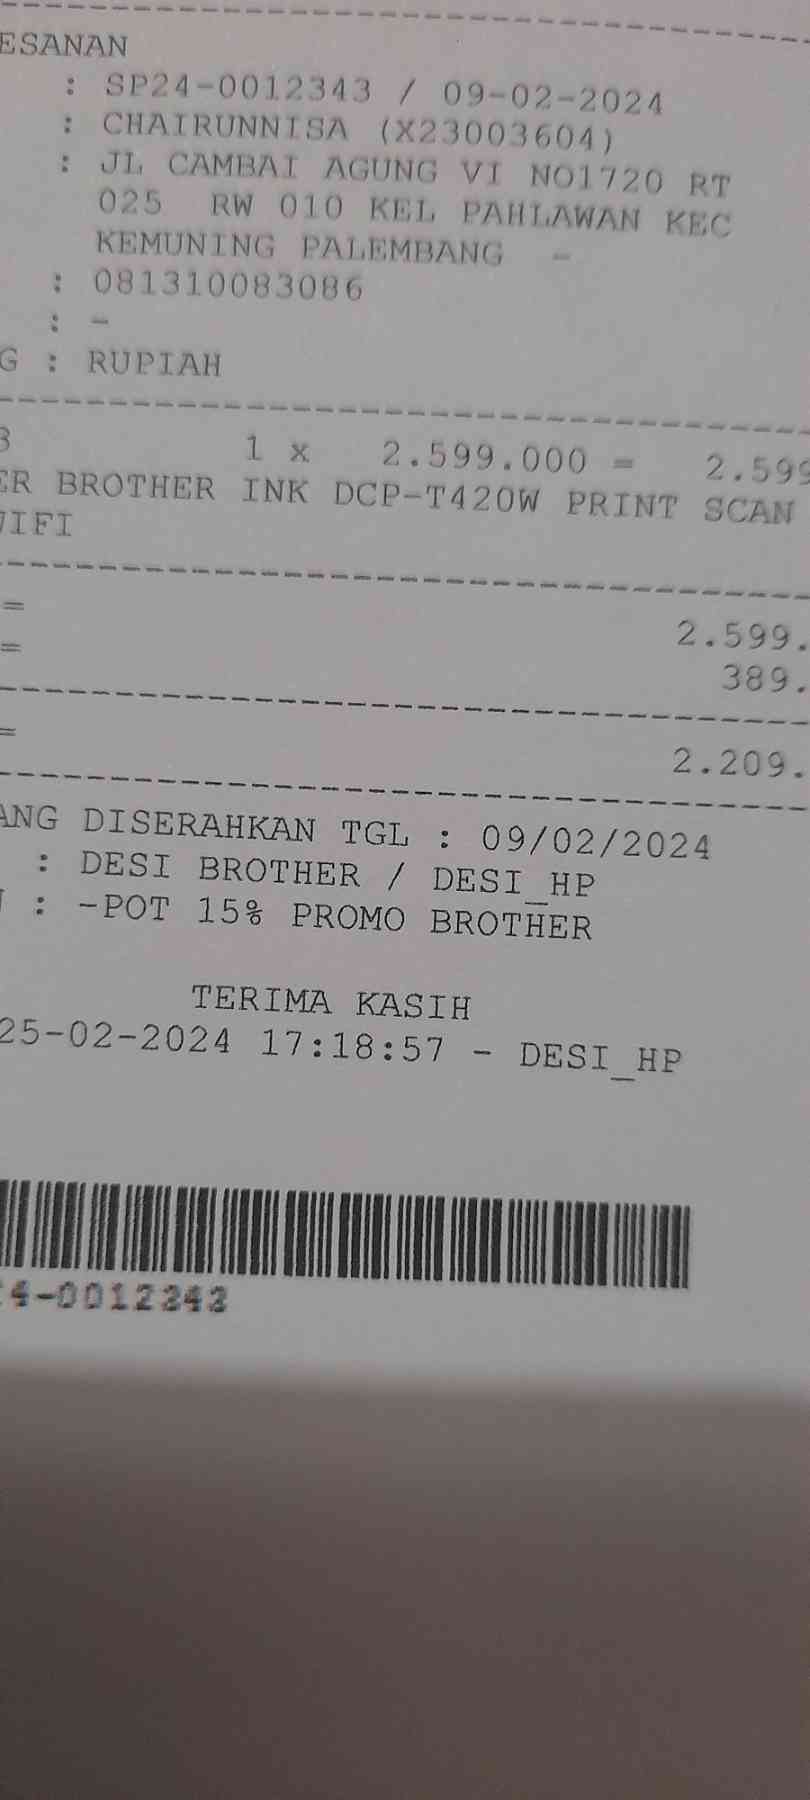 ESANAN
: SP24-0012343 / 09-02-2024
: CHAIRUNNISA (X23003604)
: JL CAMBAI AGUNG VI NO1720 RT
025 RW 010 KEL PAHLAWAN KEC
KEMUNING PALEMBANG -
: 081310083086
: -
G : RUPIAH
1 x 2.599.000 = 2.599
ER BROTHER INK DCP-T420W PRINT SCAN
WIFI
= 2.599.
= 389.
= 2.209.
ANG DISERAHKAN TGL : 09/02/2024
: DESI BROTHER / DESI_HP
: -POT 15% PROMO BROTHER
TERIMA KASIH
25-02-2024 17:18:57 - DESI_HP
4-0012343